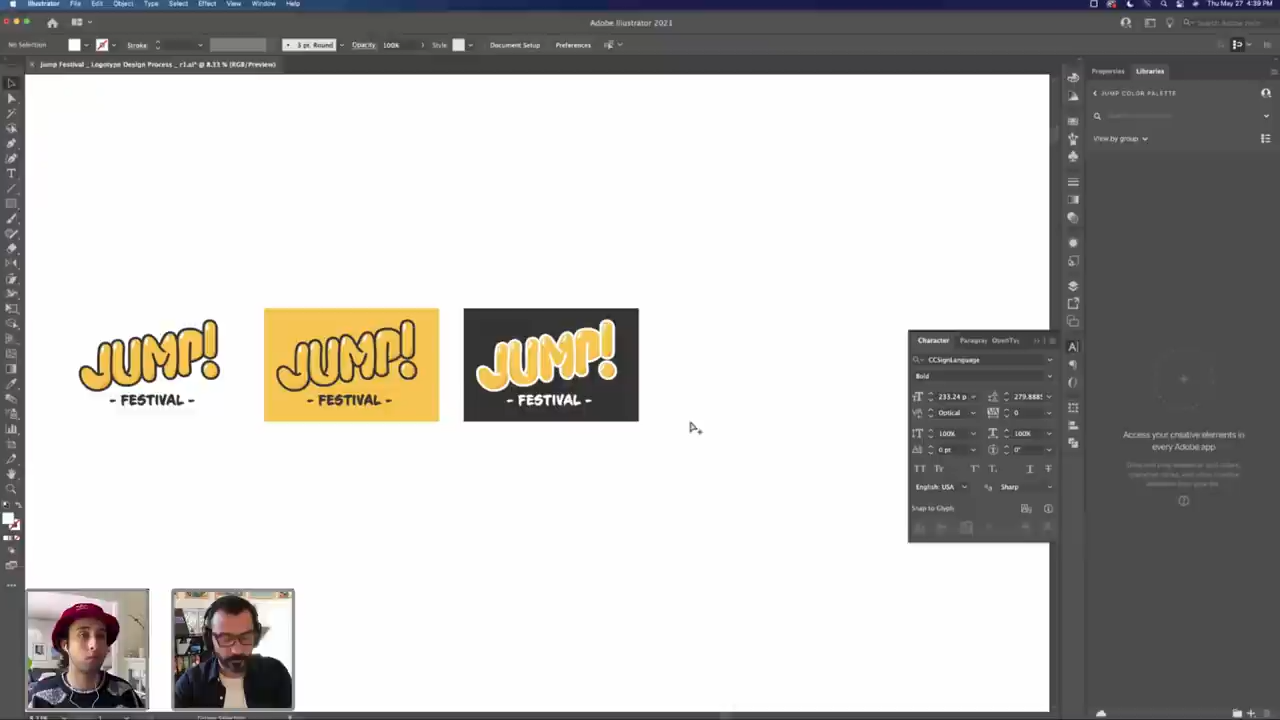 Illustrator File Edit Object Type Select Effect View Window Help
Thu May 27 4:39 PM
Adobe Illustrator 2021
No Selection
Stroke:
3 pt. Round
Opacity 100%
Style:
Document Setup
Preferences
Jump Festival _ Logotype Design Process _ r1.ai* @ 8.33 % (RGB/Preview)
Properties Libraries
JUMP COLOR PALETTE
View by group
JUMP!
- FESTIVAL -
JUMP!
- FESTIVAL -
JUMP!
- FESTIVAL -
Character Paragrap OpenTyp
CCSignLanguage
Bold
233.24 p
Optical
0
100%
100%
0 pt
0°
English: USA
Sharp
Snap to Glyph
Access your creative elements in
every Adobe app